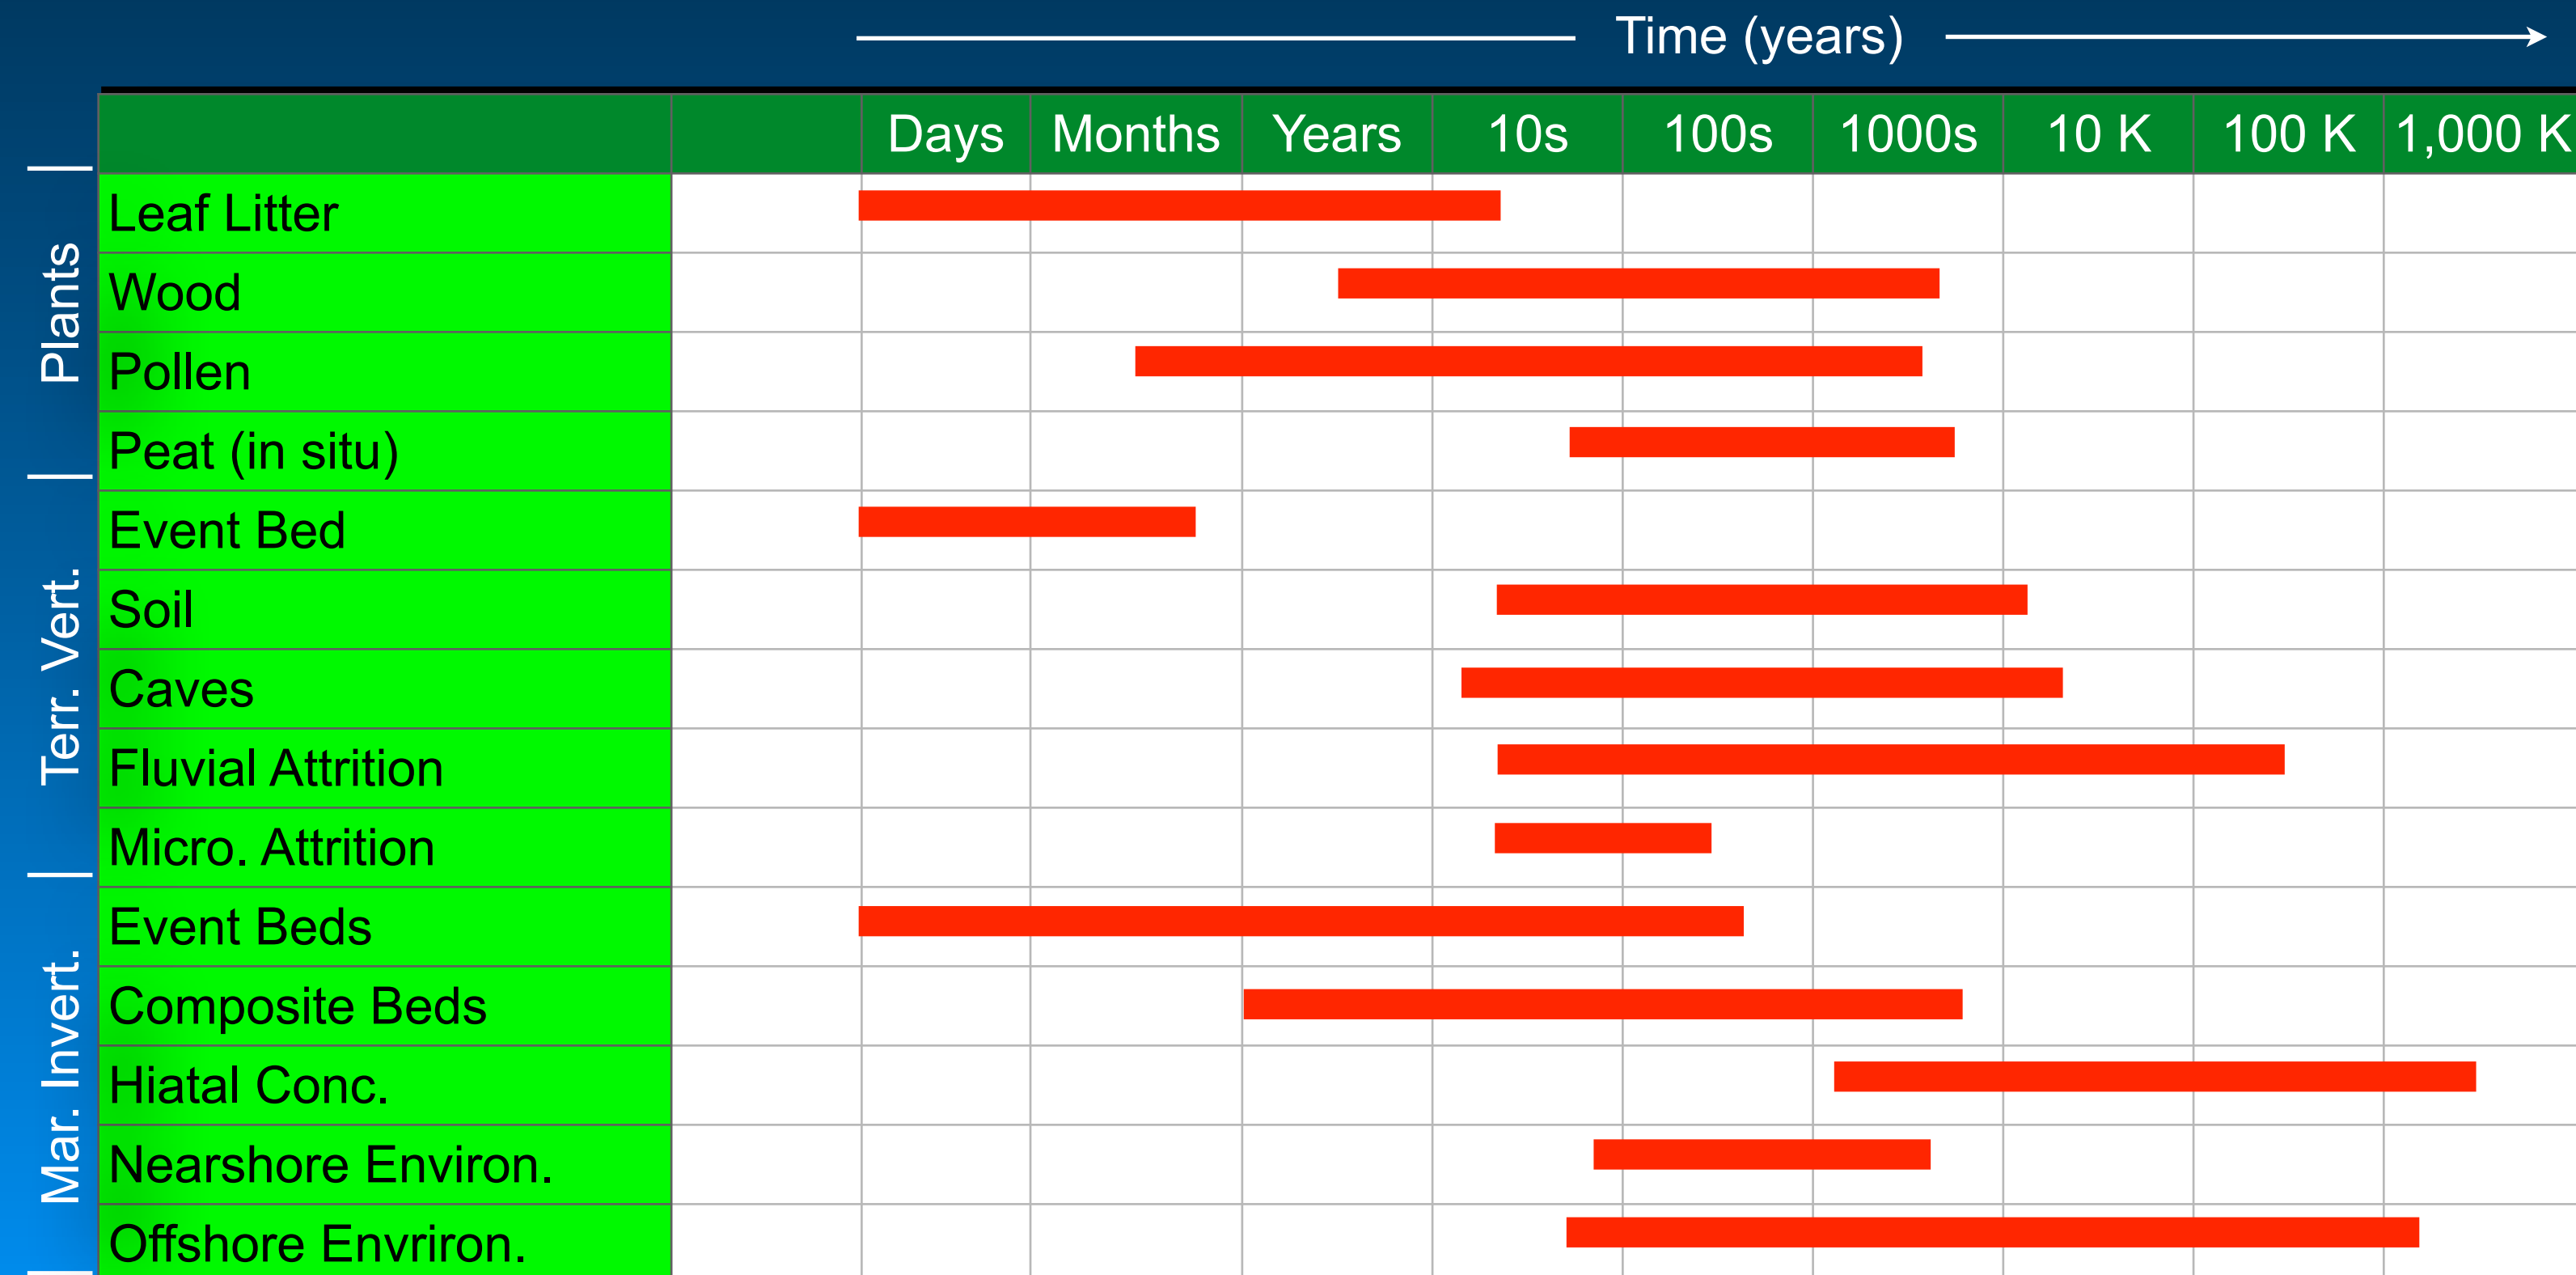 Time (years)
Days Months Years 10s 100s 1000s 10 K 100 K 1,000 K
Plants
Leaf Litter
Wood
Pollen
Peat (in situ)
Terr. Vert.
Event Bed
Soil
Caves
Fluvial Attrition
Micro. Attrition
Mar. Invert.
Event Beds
Composite Beds
Hiatal Conc.
Nearshore Environ.
Offshore Envriron.